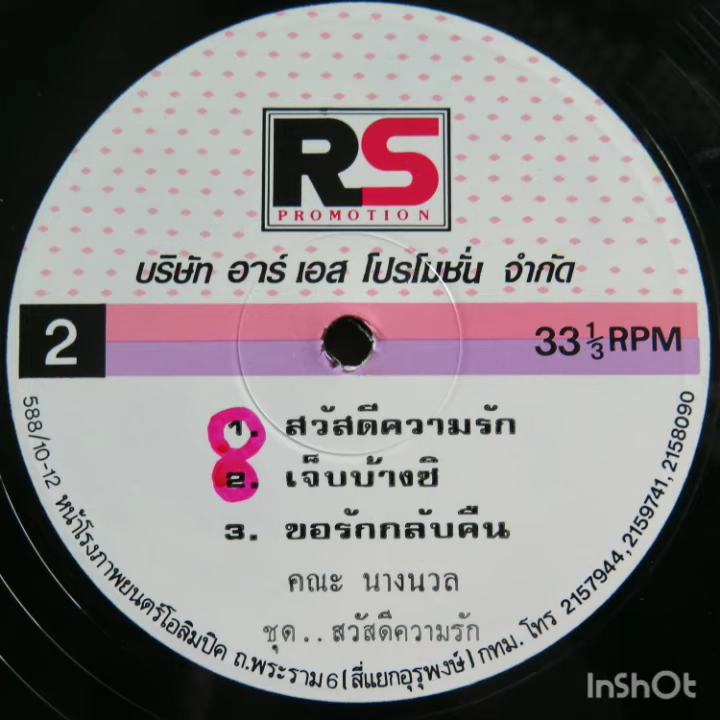 RS
PROMOTION
บริษัท อาร์ เอส โปรโมชั่น จำกัด
2
33 1/3 RPM
1. สวัสดีความรัก
2. เจ็บบ้างซิ
3. ขอรักกลับคืน
คณะ นางนวล
ชุด.. สวัสดีความรัก
588/10-12 หน้าโรงภาพยนตร์โอลิมปิค ถ.พระราม6(สี่แยกอุรุพงษ์) กทม. โทร 2157944, 2159741, 2158090
InShOt